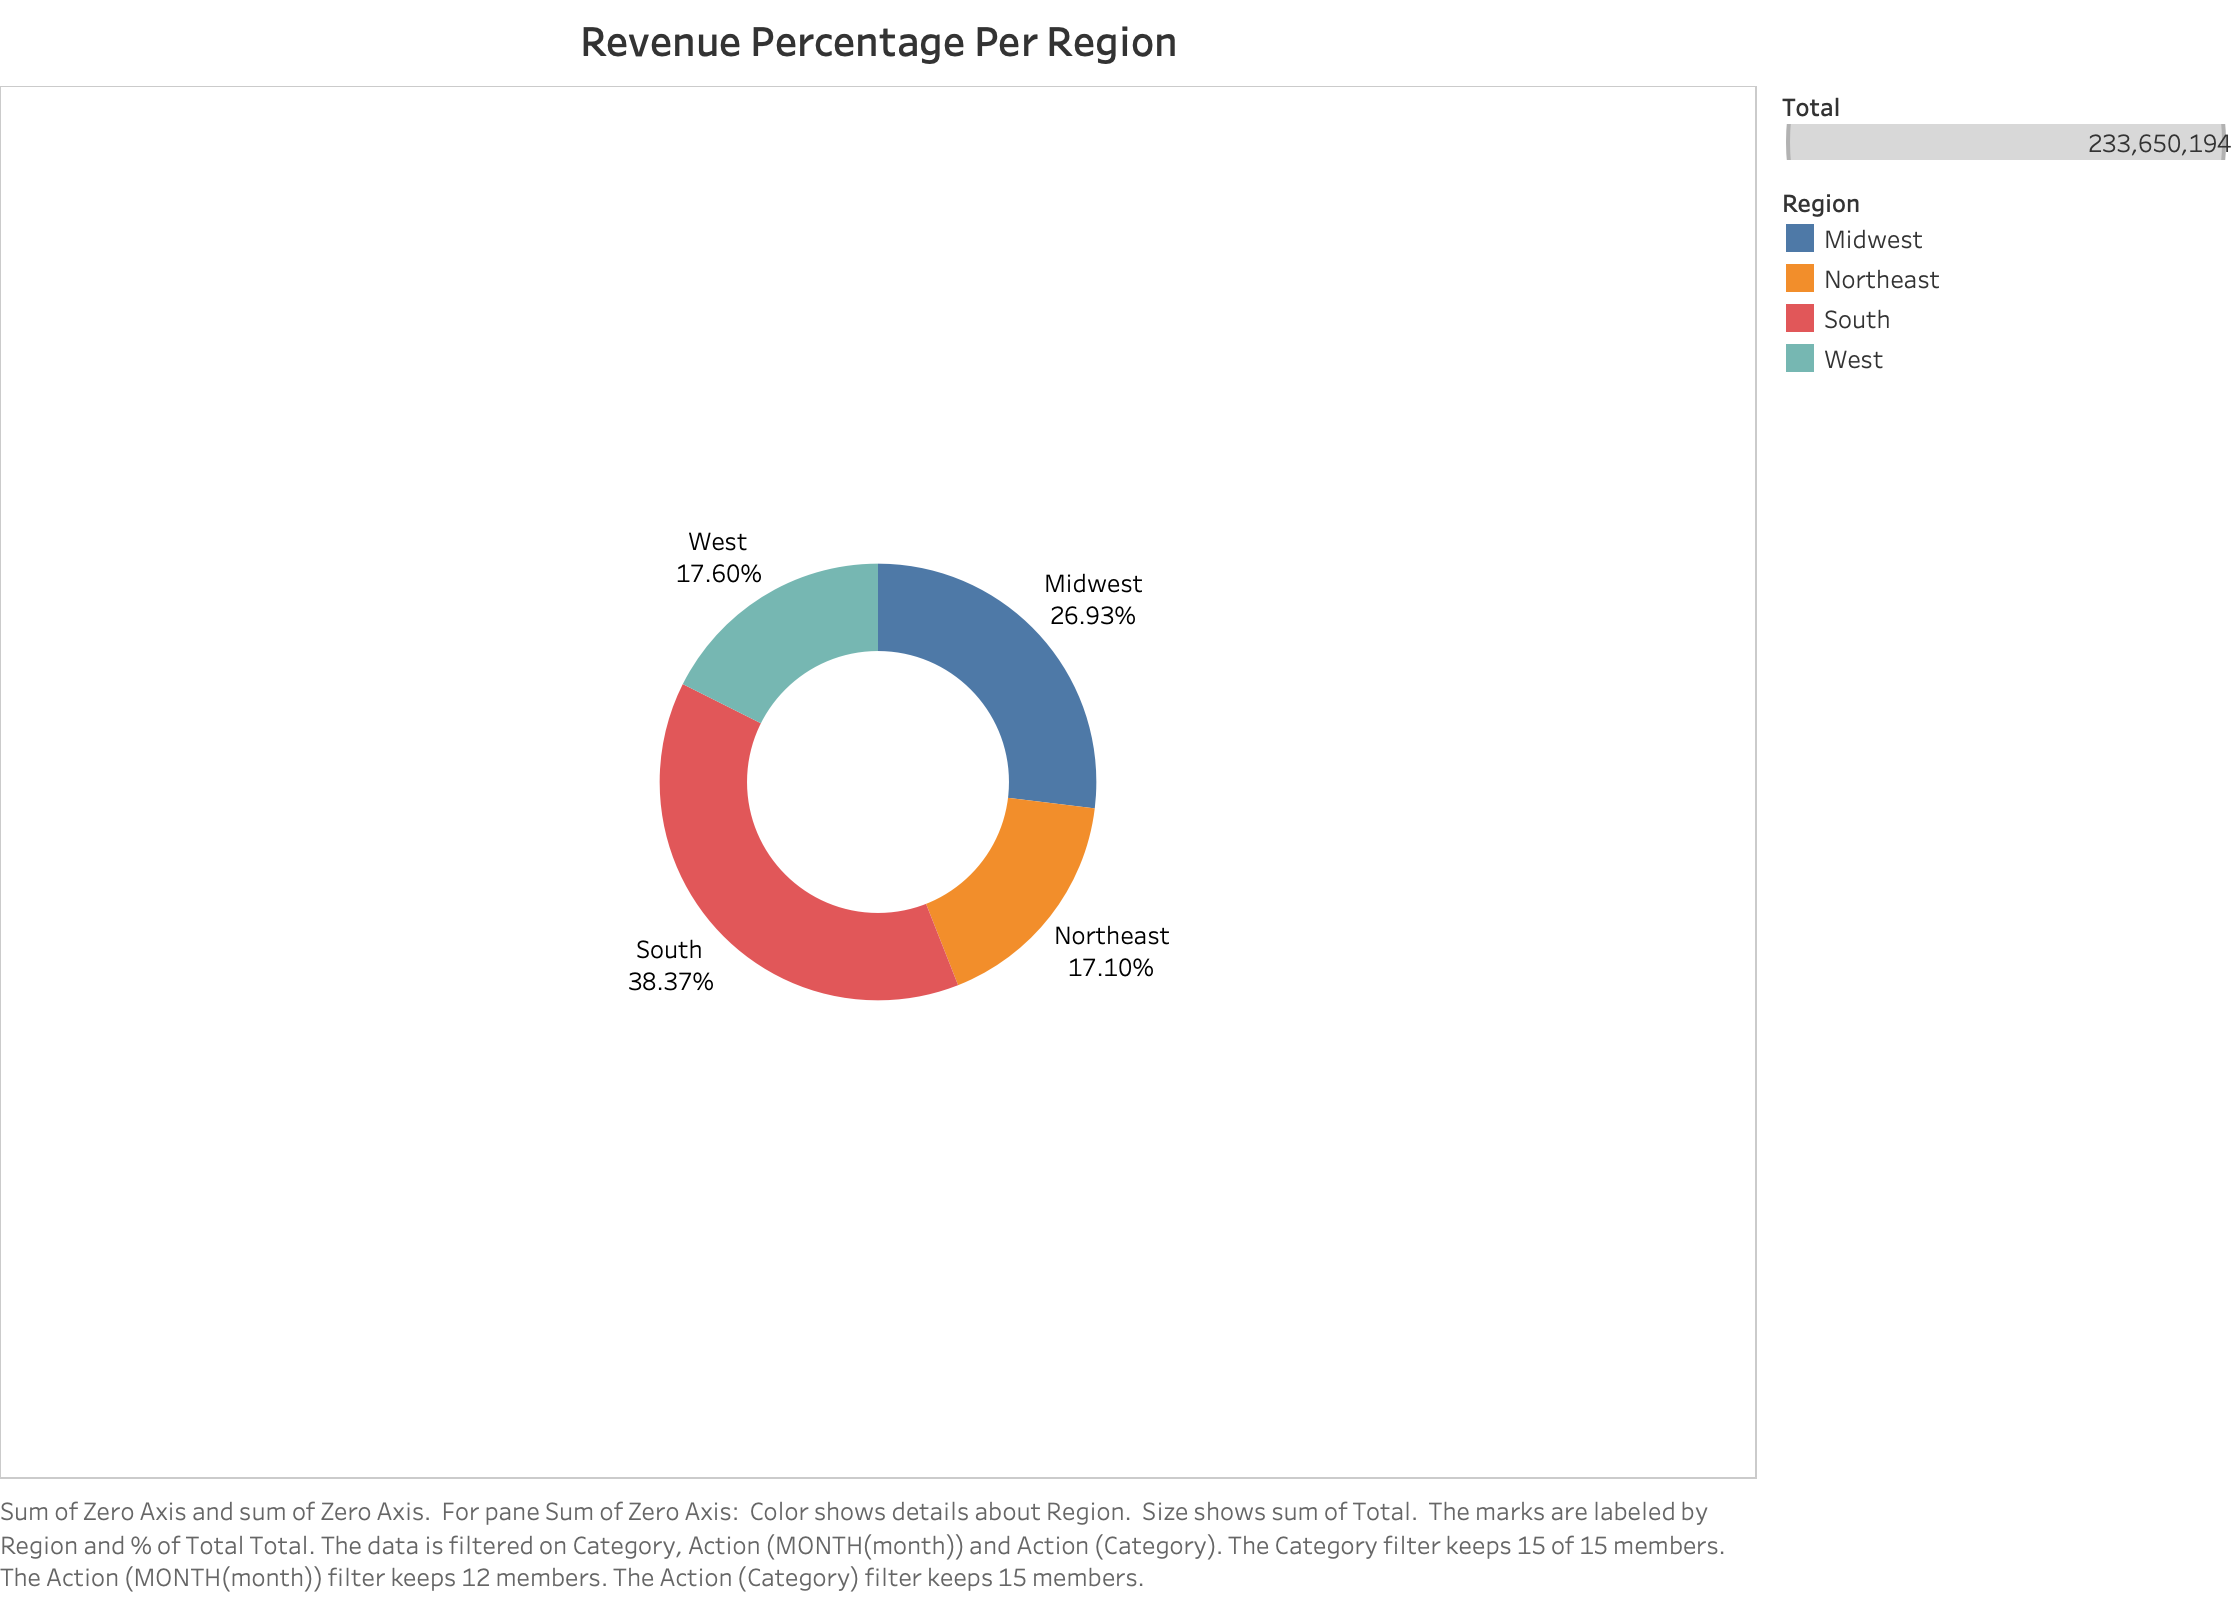 Revenue Percentage Per Region
Total
233,650,194
Region
Midwest
Northeast
South
West
West
17.60%
Midwest
26.93%
Northeast
17.10%
South
38.37%
Sum of Zero Axis and sum of Zero Axis.  For pane Sum of Zero Axis:  Color shows details about Region.  Size shows sum of Total.  The marks are labeled by
Region and % of Total Total. The data is filtered on Category, Action (MONTH(month)) and Action (Category). The Category filter keeps 15 of 15 members.
The Action (MONTH(month)) filter keeps 12 members. The Action (Category) filter keeps 15 members.